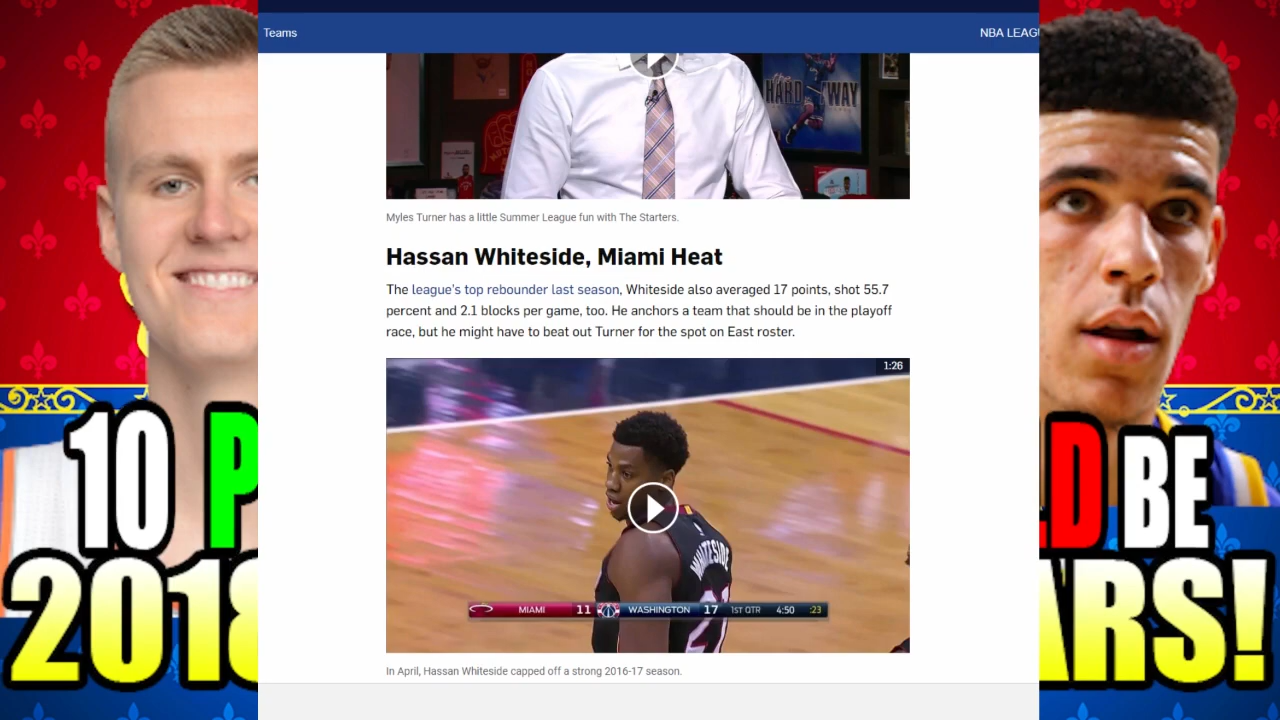 Teams
NBA LEAG
HARD WAY
Myles Turner has a little Summer League fun with The Starters.
Hassan Whiteside, Miami Heat
The league's top rebounder last season, Whiteside also averaged 17 points, shot 55.7
percent and 2.1 blocks per game, too. He anchors a team that should be in the playoff
race, but he might have to beat out Turner for the spot on East roster.
1:26
WHITESIDE
21
MIAMI 11 WASHINGTON 17 1ST QTR 4:50 :23
In April, Hassan Whiteside capped off a strong 2016-17 season.
10 P
D BE
2018
ARS!